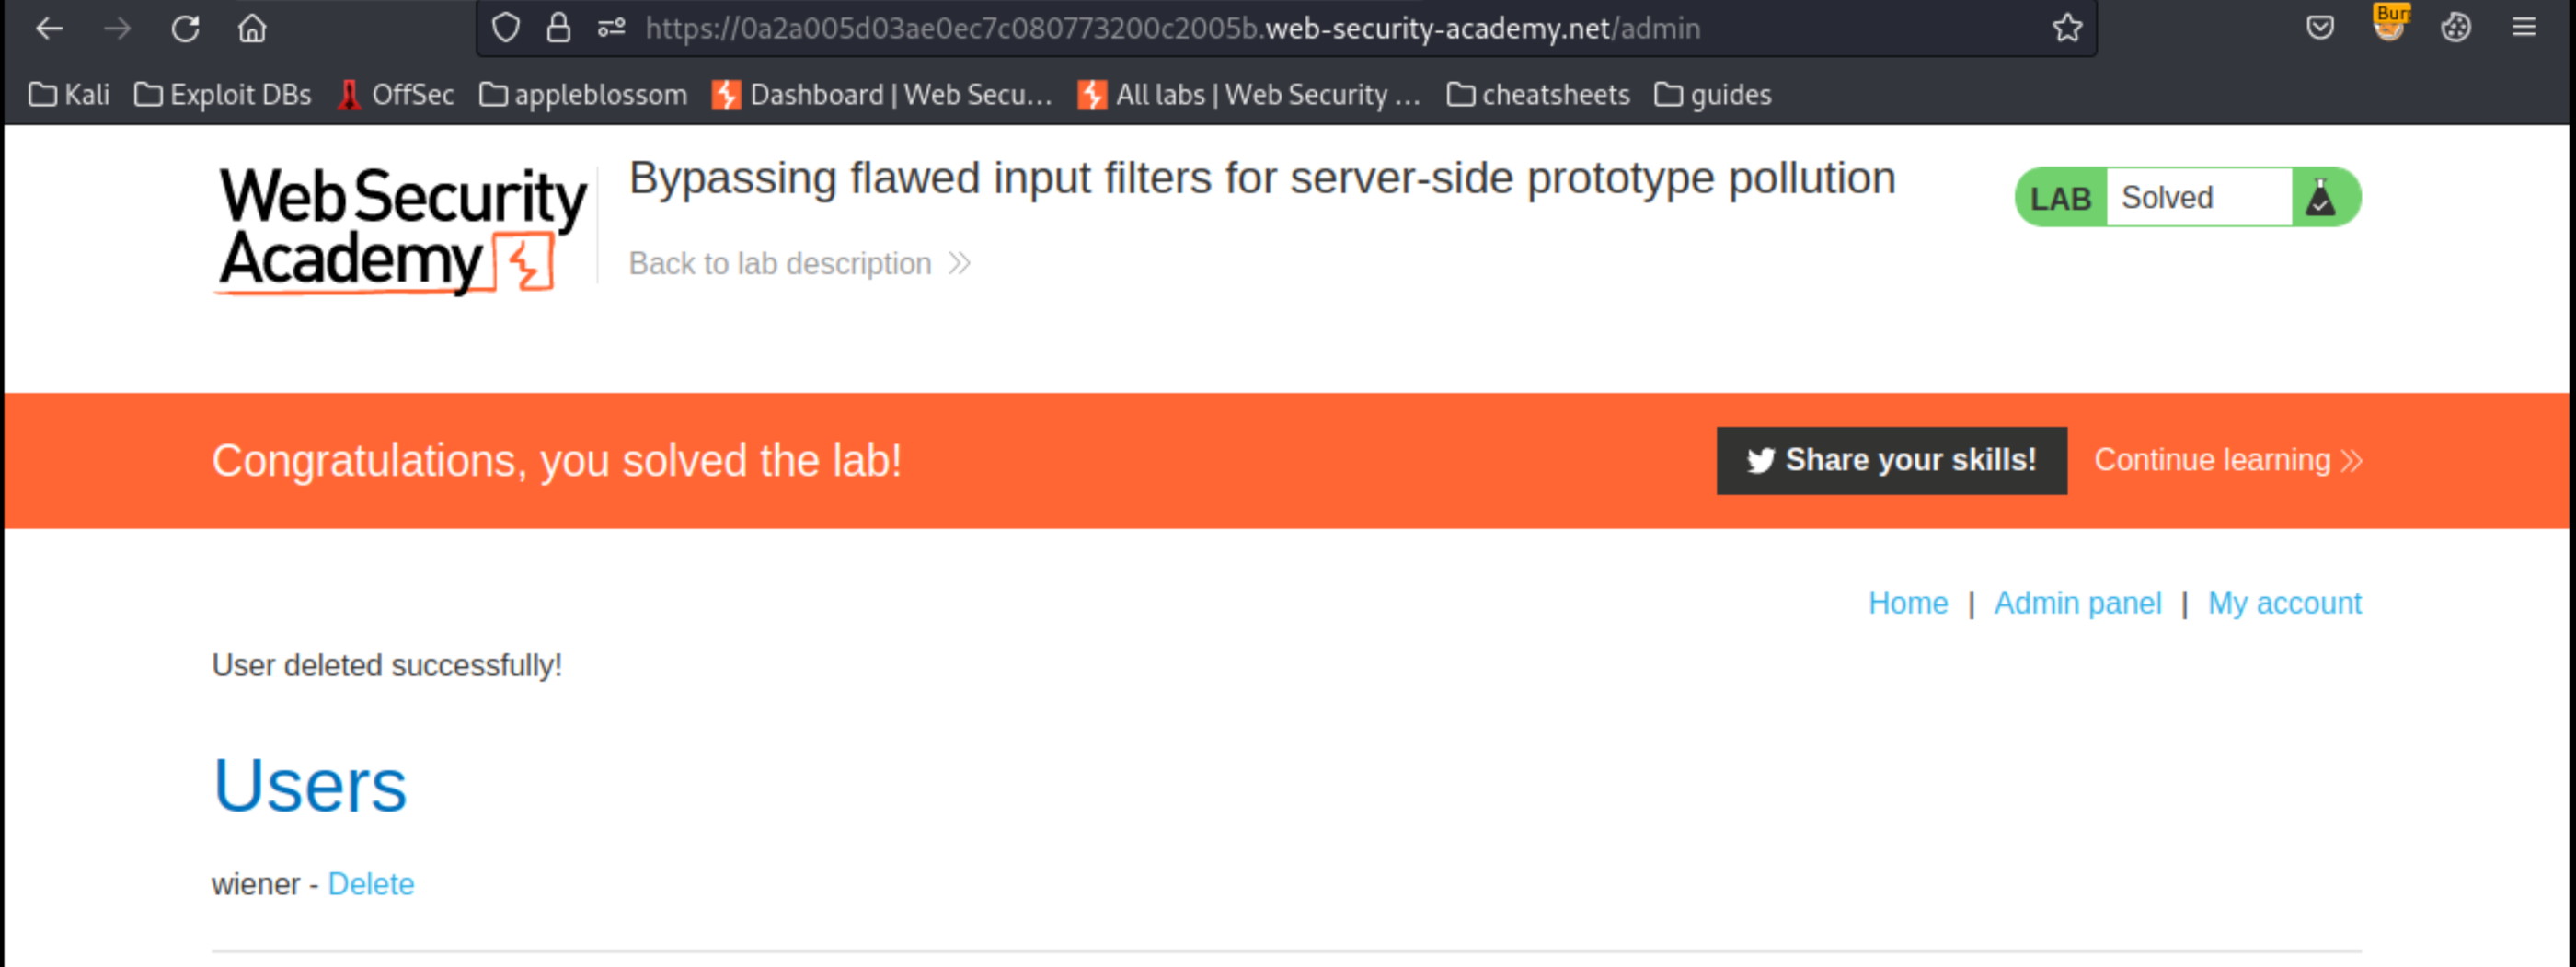 https://0a2a005d03ae0ec7c080773200c2005b.web-security-academy.net/admin
Bur
Kali Exploit DBs OffSec appleblossom Dashboard | Web Secu... All labs | Web Security ... cheatsheets guides
Web Security
Academy
Bypassing flawed input filters for server-side prototype pollution
LAB Solved
Back to lab description
Congratulations, you solved the lab!
Share your skills! Continue learning
Home | Admin panel | My account
User deleted successfully!
Users
wiener - Delete